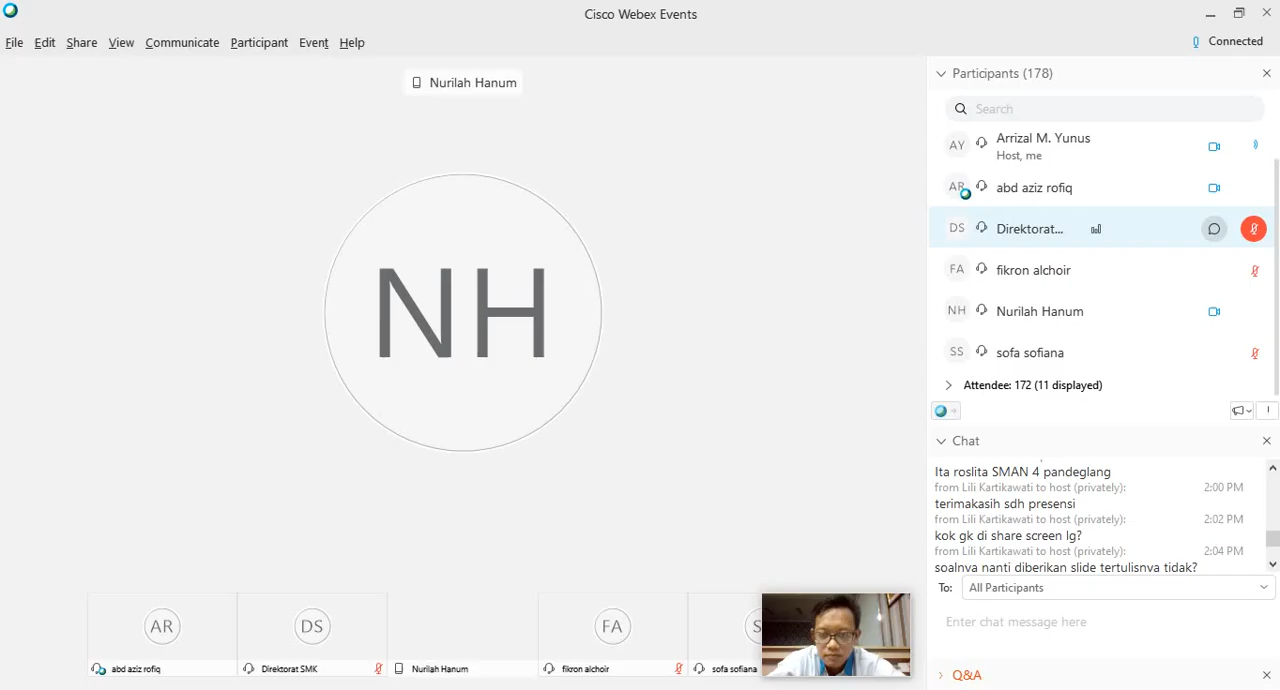 Cisco Webex Events
File Edit Share View Communicate Participant Event Help
Connected
Nurilah Hanum
NH
AR
abd aziz rofiq
DS
Direktorat SMK
Nurilah Hanum
FA
fikron alchoir
S
sofa sofiana
Participants (178)
Search
AY Arrizal M. Yunus
Host, me
AR abd aziz rofiq
DS Direktorat...
FA fikron alchoir
NH Nurilah Hanum
SS sofa sofiana
Attendee: 172 (11 displayed)
Chat
Ita roslita SMAN 4 pandeglang
from Lili Kartikawati to host (privately): 2:00 PM
terimakasih sdh presensi
from Lili Kartikawati to host (privately): 2:02 PM
kok gk di share screen lg?
from Lili Kartikawati to host (privately): 2:04 PM
soalnya nanti diberikan slide tertulisnya tidak?
To: All Participants
Enter chat message here
Q&A